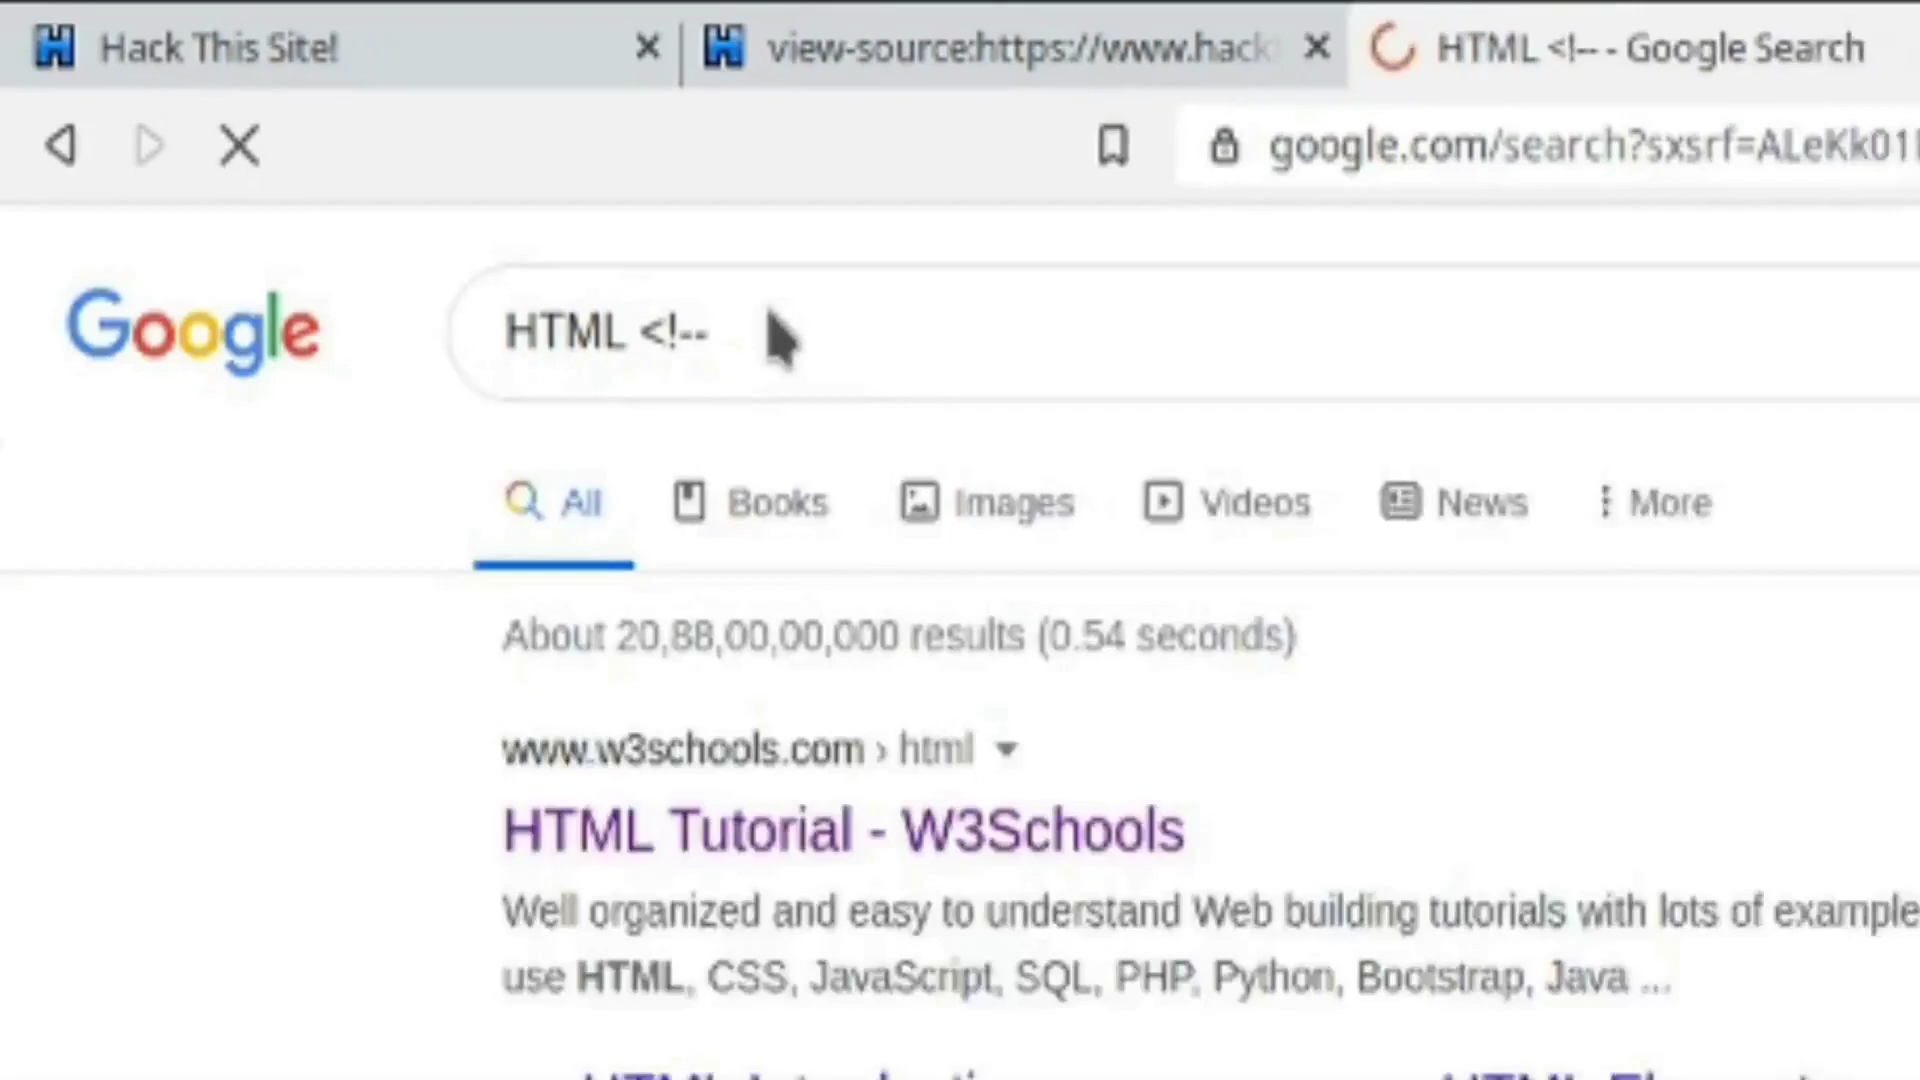 Hack This Site!
view-source:https://www.hack
HTML <!-- - Google Search
google.com/search?sxsrf=ALeKk01
Google
HTML <!--
All
Books
Images
Videos
News
More
About 20,88,00,00,000 results (0.54 seconds)
www.w3schools.com › html
HTML Tutorial - W3Schools
Well organized and easy to understand Web building tutorials with lots of example
use HTML, CSS, JavaScript, SQL, PHP, Python, Bootstrap, Java ...